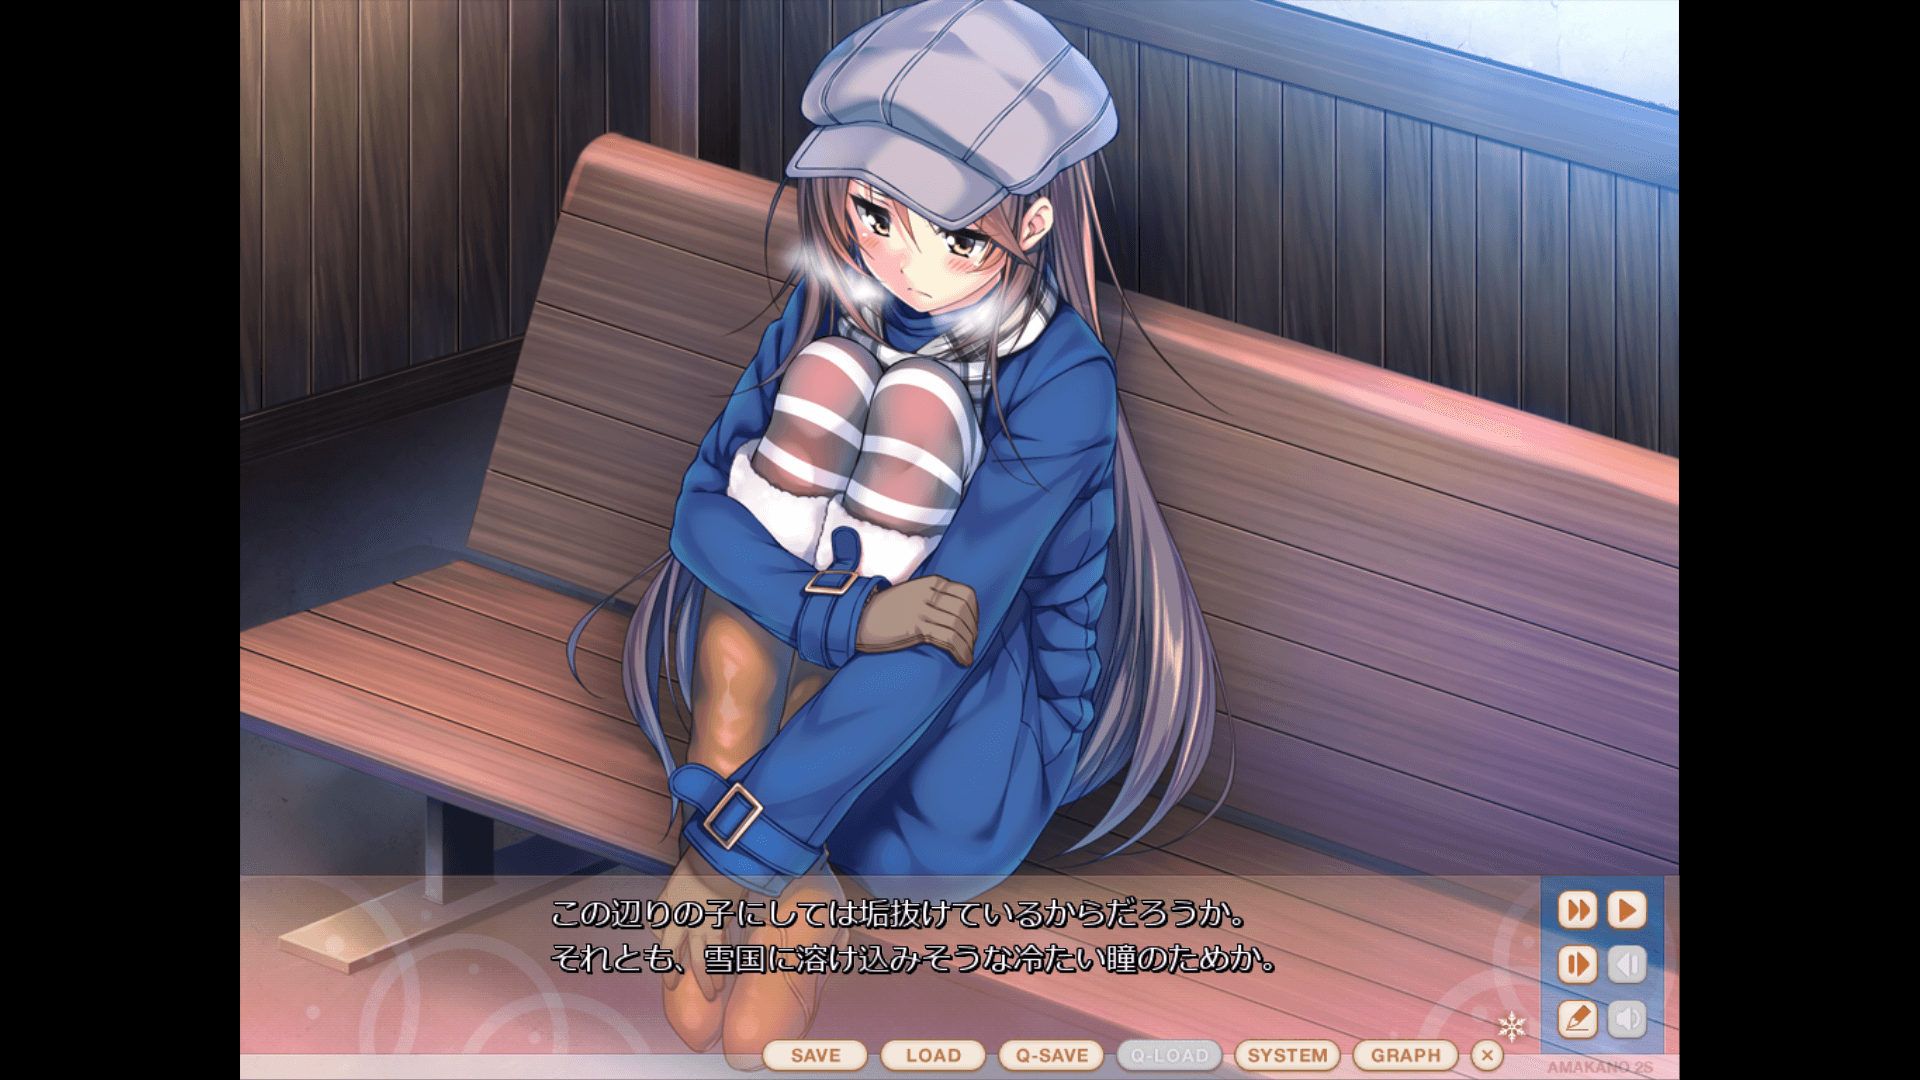 この辺りの子にしては垢抜けているからだろうか。
それとも、雪国に溶け込みそうな冷たい瞳のためか。
SAVE
LOAD
Q-SAVE
Q-LOAD
SYSTEM
GRAPH
AMAKANO 2S